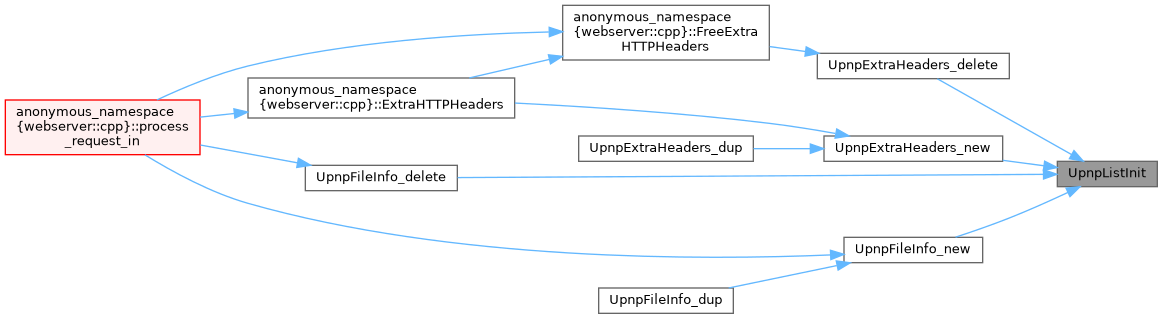 anonymous_namespace
{webserver::cpp}::FreeExtra
HTTPHeaders
UpnpExtraHeaders_delete
anonymous_namespace
{webserver::cpp}::ExtraHTTPHeaders
anonymous_namespace
{webserver::cpp}::process
_request_in
UpnpExtraHeaders_dup
UpnpExtraHeaders_new
UpnpListInit
UpnpFileInfo_delete
UpnpFileInfo_new
UpnpFileInfo_dup